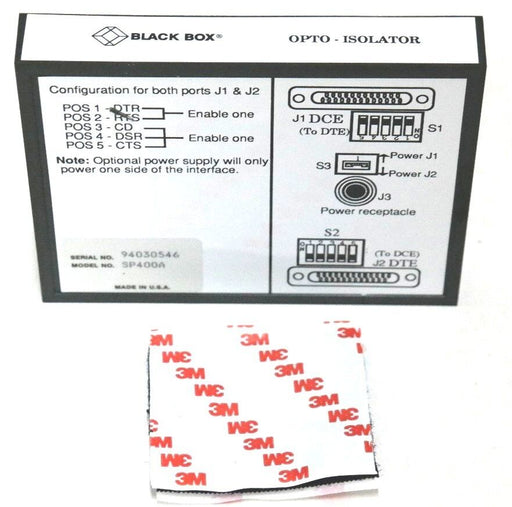 BLACK BOX®
OPTO - ISOLATOR
Configuration for both ports J1 & J2
POS 1 - DTR
POS 2 - RTS
Enable one
POS 3 - CD
POS 4 - DSR
POS 5 - CTS
Enable one
Note: Optional power supply will only
power one side of the interface.
SERIAL NO. 94030546
MODEL NO. SP400A
MADE IN U.S.A.
J1 DCE
(To DTE)
S1
Power J1
S3
Power J2
J3
Power receptacle
S2
(To DCE)
J2 DTE
3M 3M
3M 3M
3M 3M
3M 3M
3M 3M
3M 3M
3M 3M
3M